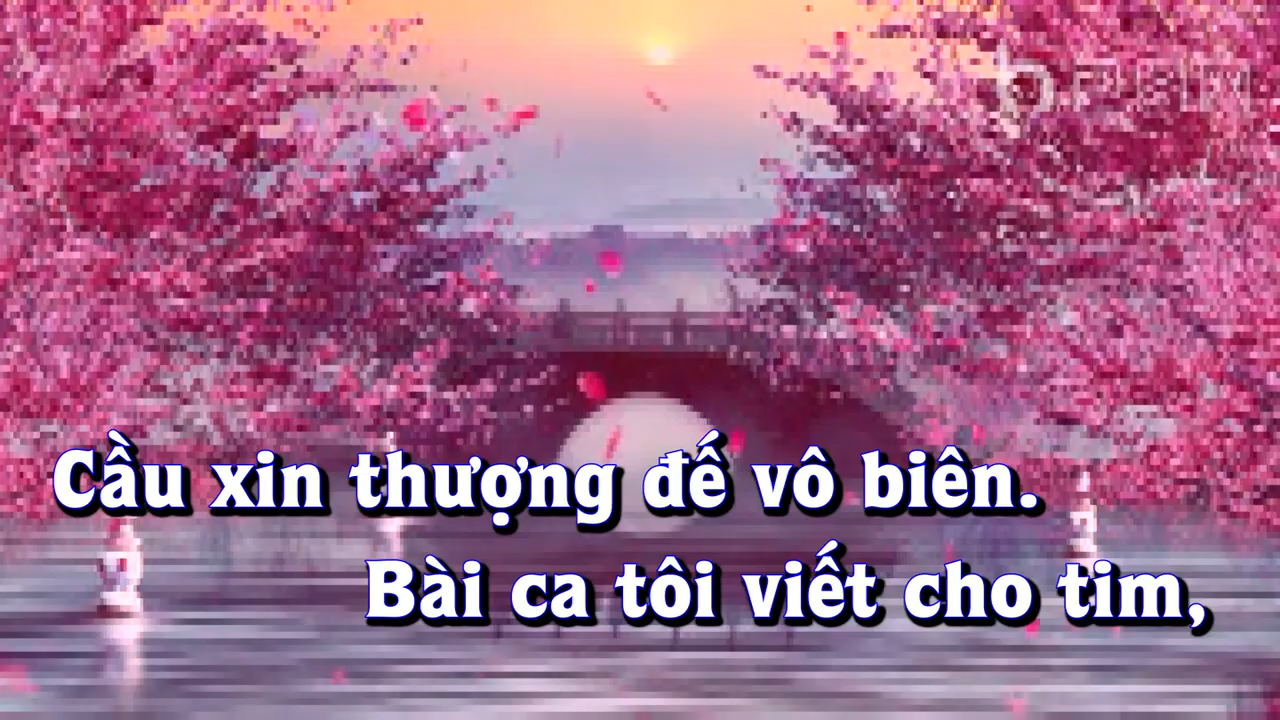 Cầu xin thượng đế vô biên.
Bài ca tôi viết cho tim,